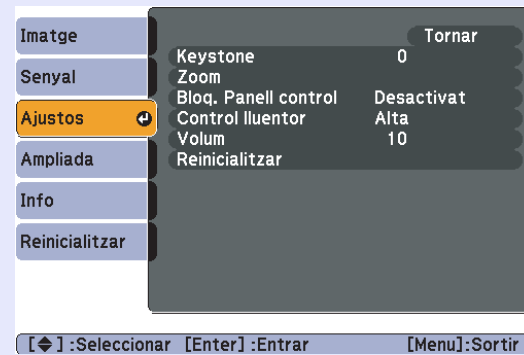 Imatge
Senyal
Ajustos
Ampliada
Info
Reinicialitzar
Tornar
Keystone 0
Zoom
Bloq. Panell control Desactivat
Control lluentor Alta
Volum 10
Reinicialitzar
[◆] :Seleccionar [Enter] :Entrar [Menu]:Sortir